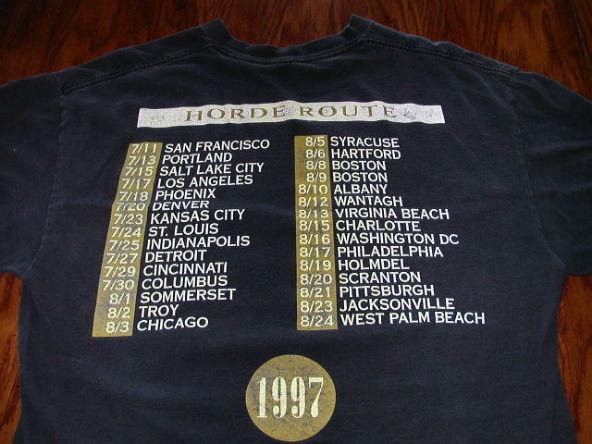 HORDE ROUTE
7/11 SAN FRANCISCO
7/13 PORTLAND
7/15 SALT LAKE CITY
7/17 LOS ANGELES
7/18 PHOENIX
7/20 DENVER
7/23 KANSAS CITY
7/24 ST. LOUIS
7/25 INDIANAPOLIS
7/27 DETROIT
7/29 CINCINNATI
7/30 COLUMBUS
8/1 SOMMERSET
8/2 TROY
8/3 CHICAGO
8/5 SYRACUSE
8/6 HARTFORD
8/8 BOSTON
8/9 BOSTON
8/10 ALBANY
8/12 WANTAGH
8/13 VIRGINIA BEACH
8/15 CHARLOTTE
8/16 WASHINGTON DC
8/17 PHILADELPHIA
8/19 HOLMDEL
8/20 SCRANTON
8/21 PITTSBURGH
8/23 JACKSONVILLE
8/24 WEST PALM BEACH
1997